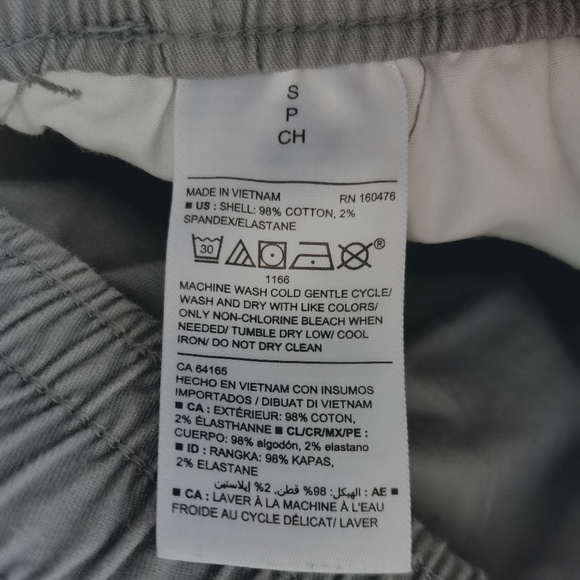 S
P
CH
MADE IN VIETNAM RN 160476
■ US : SHELL: 98% COTTON, 2%
SPANDEX/ELASTANE
30
®
1166
MACHINE WASH COLD GENTLE CYCLE/
WASH AND DRY WITH LIKE COLORS/
ONLY NON-CHLORINE BLEACH WHEN
NEEDED/ TUMBLE DRY LOW/ COOL
IRON/ DO NOT DRY CLEAN
CA 64165
HECHO EN VIETNAM CON INSUMOS
IMPORTADOS / DIBUAT DI VIETNAM
■ CA : EXTÉRIEUR: 98% COTON,
2% ÉLASTHANNE ■ CL/CR/MX/PE :
CUERPO: 98% algodón, 2% elastano
■ ID : RANGKA: 98% KAPAS,
2% ELASTANE
■ AE : الهيكل: 98% قطن, 2% إيلاستين
■ CA : LAVER À LA MACHINE À L'EAU
FROIDE AU CYCLE DÉLICAT/ LAVER